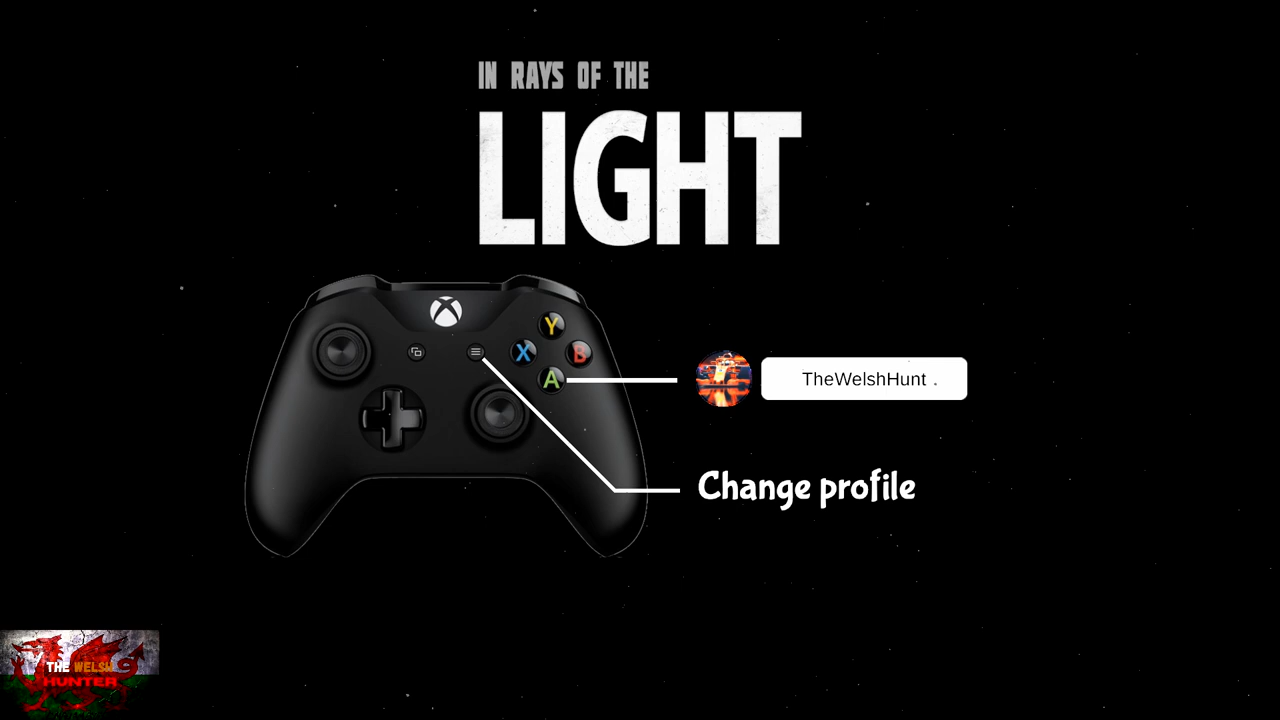 IN RAYS OF THE
LIGHT
Y
X
B
A
TheWelshHunt .
Change profile
THE WELSH
HUNTER